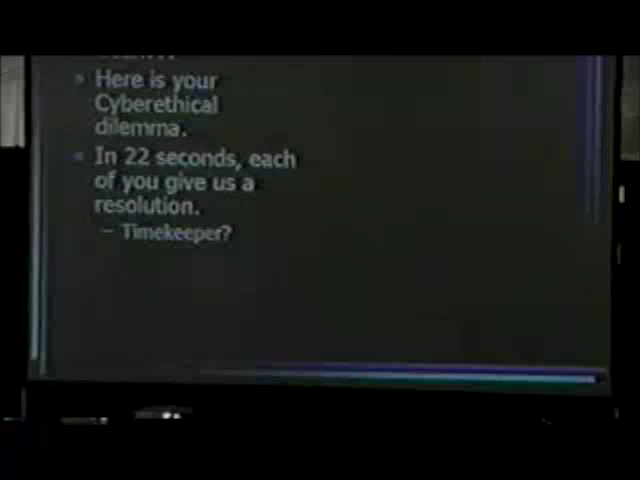 Here is your
Cyberethical
dilemma.
In 22 seconds, each
of you give us a
resolution.
– Timekeeper?